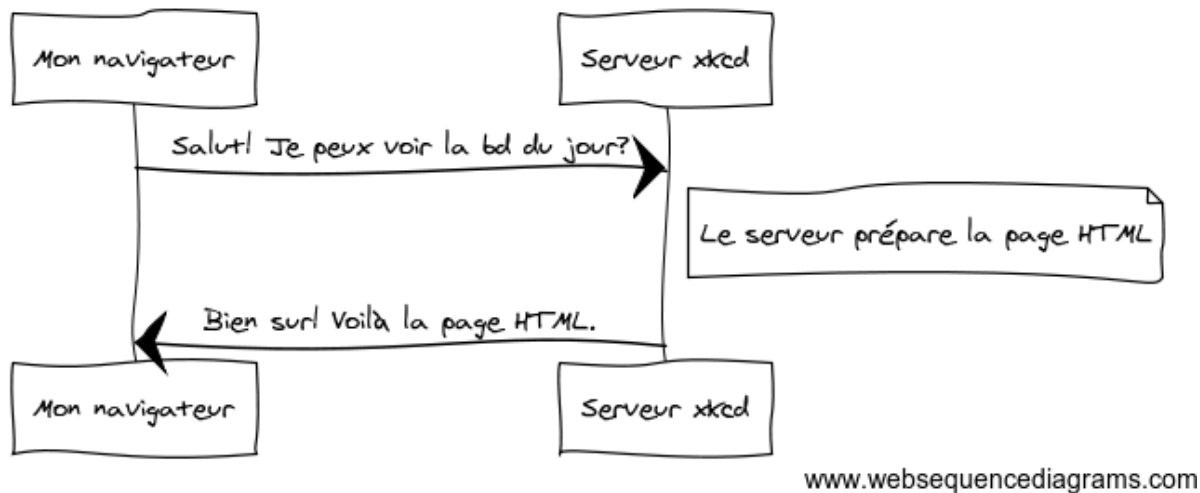 Mon navigateur
Serveur xkcd
Salut! Je peux voir la bd du jour?
Le serveur prépare la page HTML
Bien sur! Voilà la page HTML.
Mon navigateur
Serveur xkcd
www.websequencediagrams.com